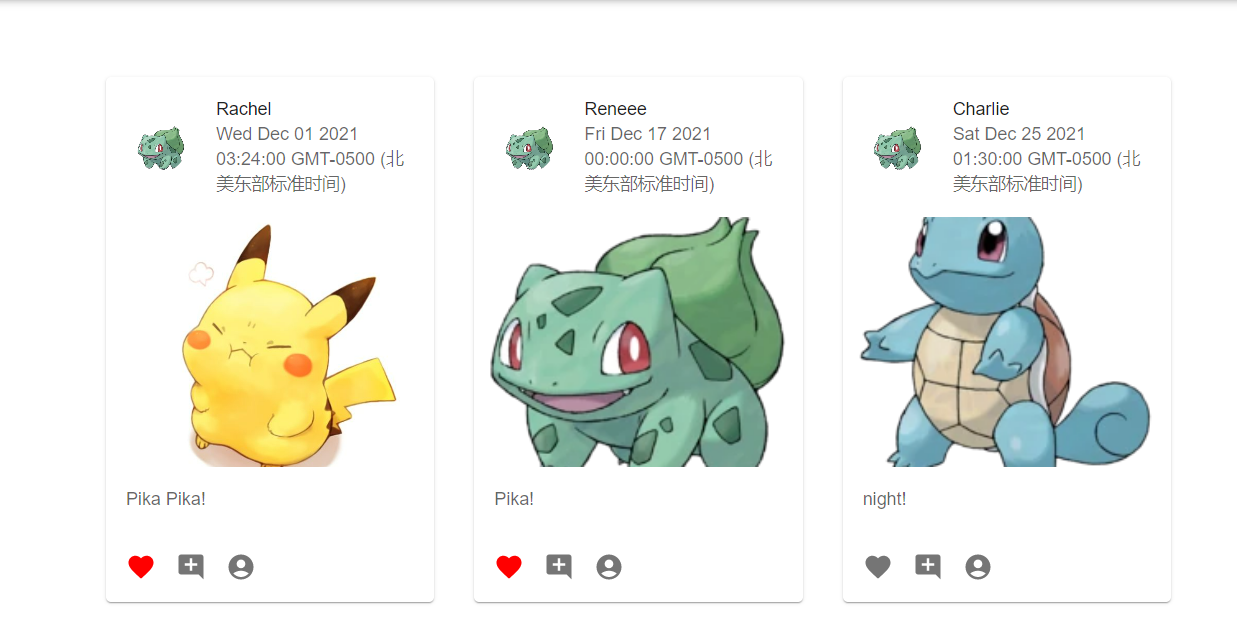 Rachel
Wed Dec 01 2021
03:24:00 GMT-0500 (北
美东部标准时间)
Pika Pika!
Reneee
Fri Dec 17 2021
00:00:00 GMT-0500 (北
美东部标准时间)
Pika!
Charlie
Sat Dec 25 2021
01:30:00 GMT-0500 (北
美东部标准时间)
night!